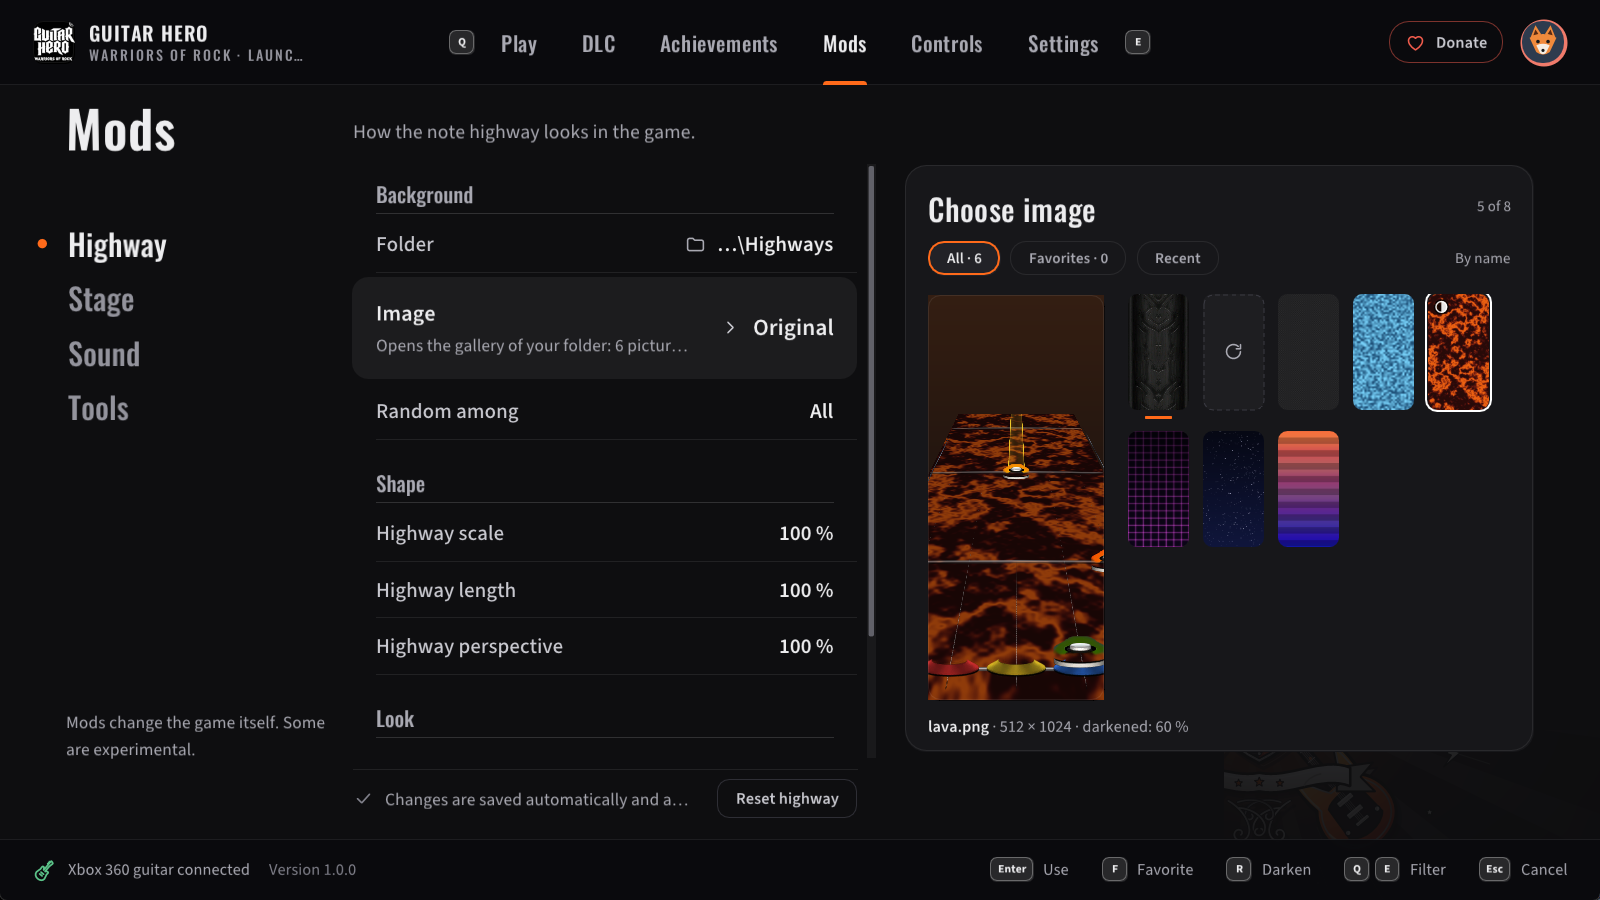 GUITAR HERO
WARRIORS OF ROCK
GUITAR HERO
WARRIORS OF ROCK · LAUNC…
Q
Play
DLC
Achievements
Mods
Controls
Settings
E
Donate
Mods
How the note highway looks in the game.
Highway
Stage
Sound
Tools
Mods change the game itself. Some
are experimental.
Background
Folder
...\Highways
Image
Original
Opens the gallery of your folder: 6 pictur…
Random among
All
Shape
Highway scale
100 %
Highway length
100 %
Highway perspective
100 %
Look
Changes are saved automatically and a…
Reset highway
Choose image
5 of 8
All · 6
Favorites · 0
Recent
By name
lava.png · 512 × 1024 · darkened: 60 %
Xbox 360 guitar connected
Version 1.0.0
Enter Use
F Favorite
R Darken
Q E Filter
Esc Cancel